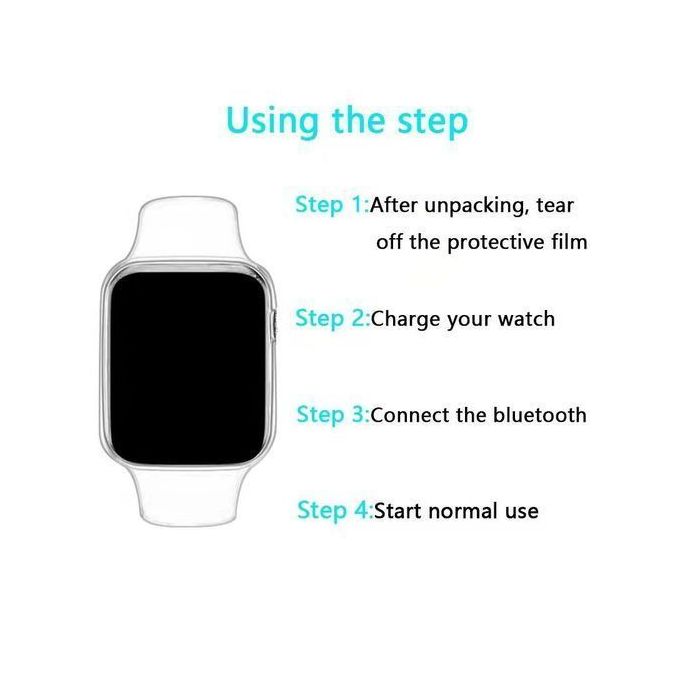 Using the step
Step 1:After unpacking, tear
off the protective film
Step 2:Charge your watch
Step 3:Connect the bluetooth
Step 4:Start normal use